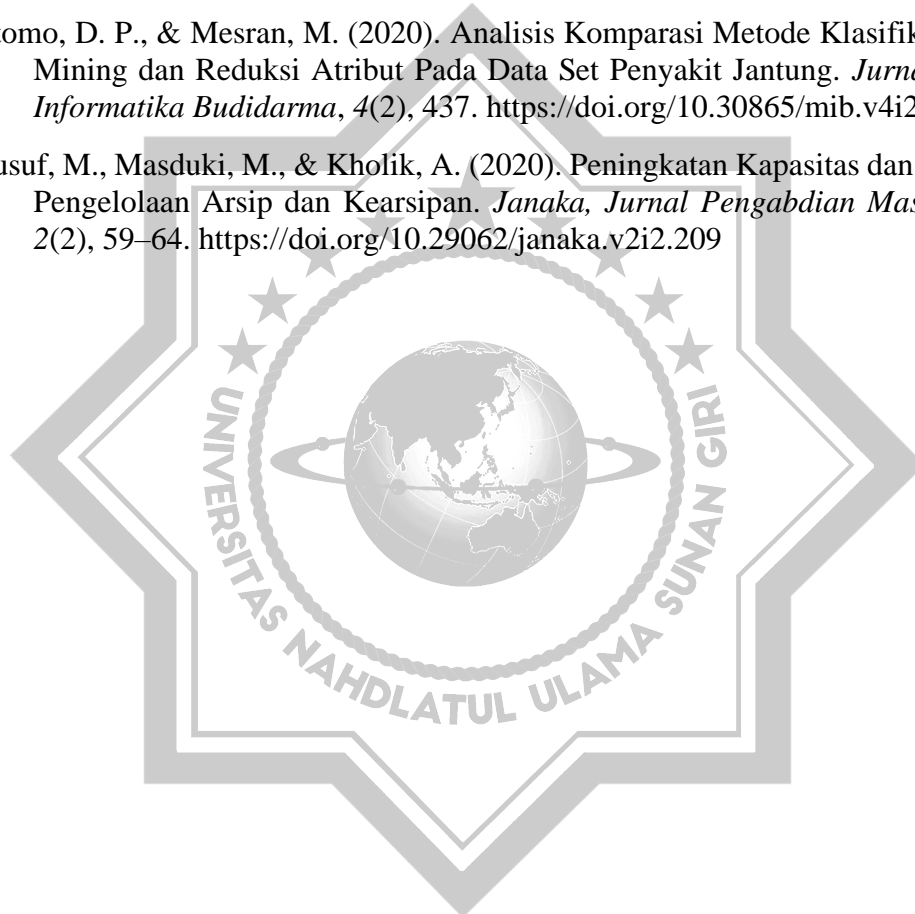 tomo, D. P., & Mesran, M. (2020). Analisis Komparasi Metode Klasifik
Mining dan Reduksi Atribut Pada Data Set Penyakit Jantung. Jurna
Informatika Budidarma, 4(2), 437. https://doi.org/10.30865/mib.v4i2
usuf, M., Masduki, M., & Kholik, A. (2020). Peningkatan Kapasitas dan
Pengelolaan Arsip dan Kearsipan. Janaka, Jurnal Pengabdian Mas
2(2), 59–64. https://doi.org/10.29062/janaka.v2i2.209
UNIVERSITAS NAHDLATUL ULAMA SUNAN GIRI